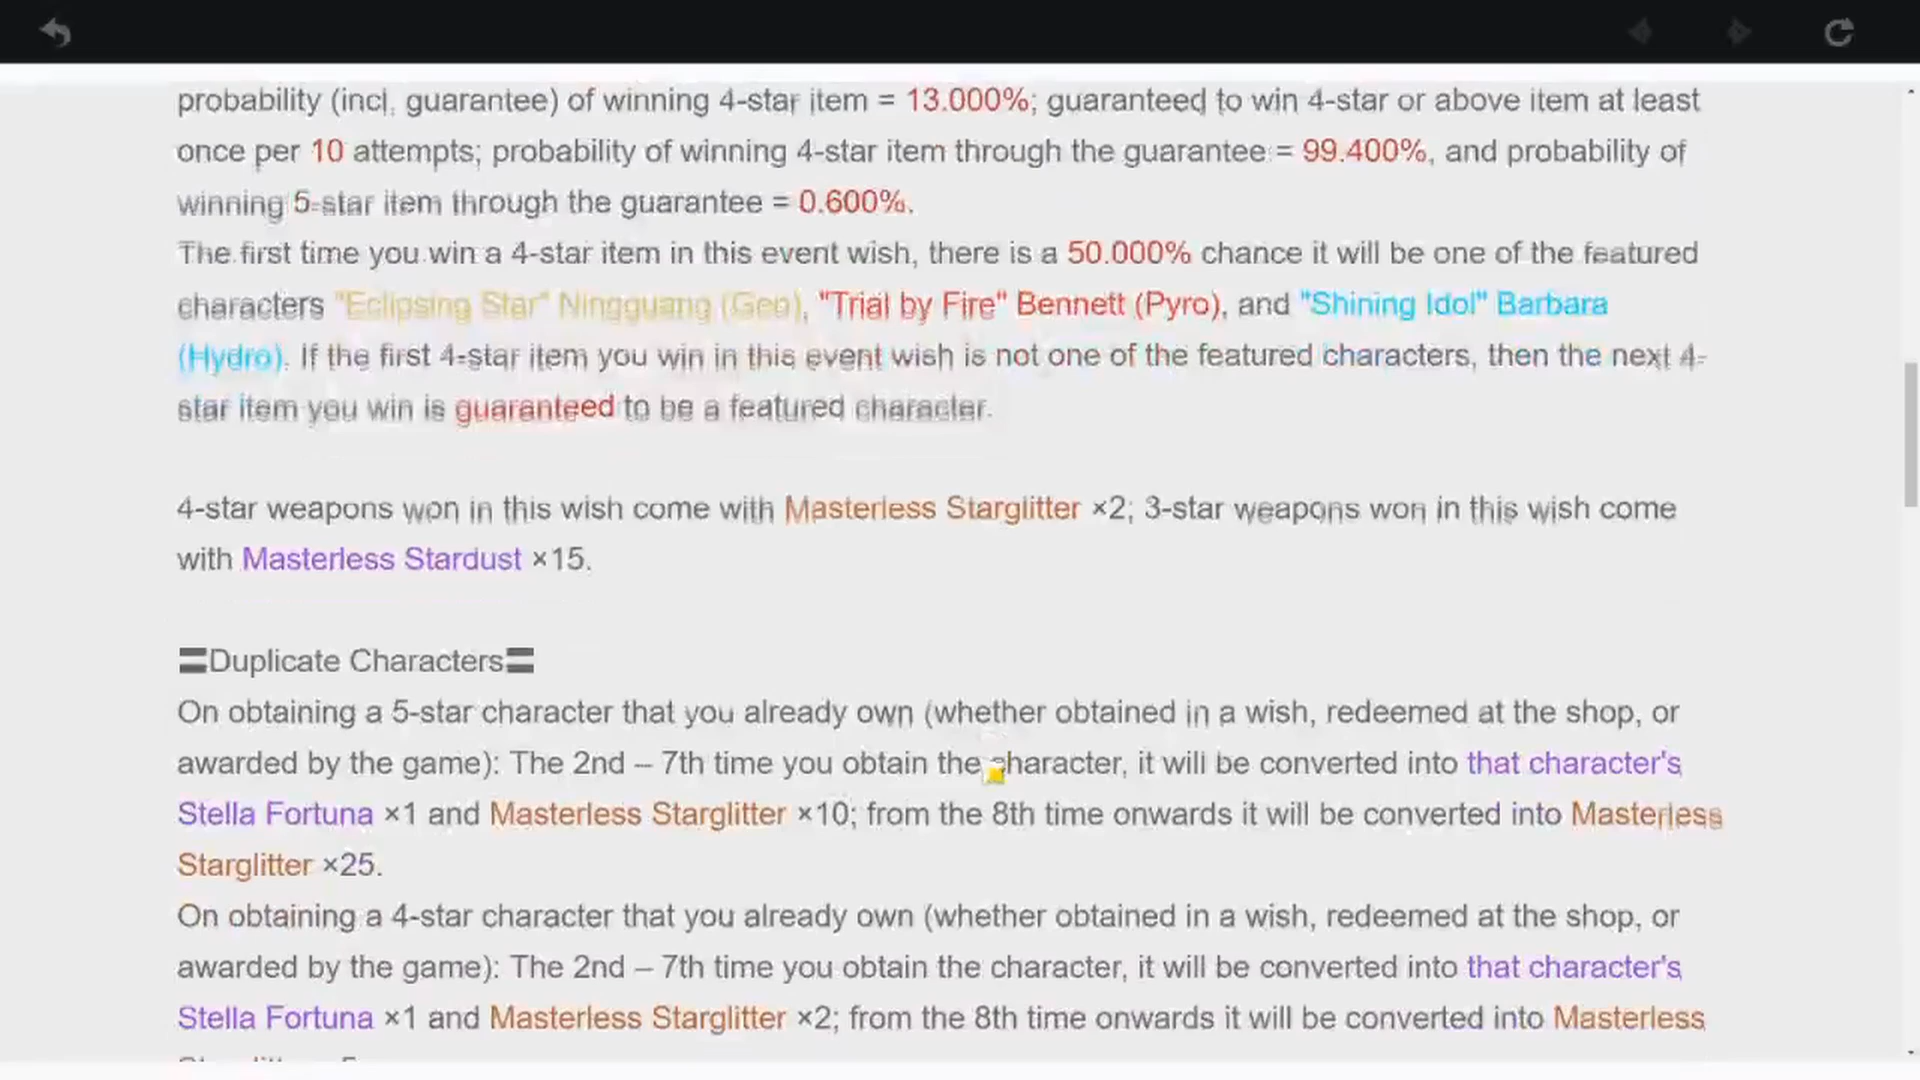 probability (incl. guarantee) of winning 4-star item = 13.000%; guaranteed to win 4-star or above item at least
once per 10 attempts; probability of winning 4-star item through the guarantee = 99.400%, and probability of
winning 5-star item through the guarantee = 0.600%.
The first time you win a 4-star item in this event wish, there is a 50.000% chance it will be one of the featured
characters "Eclipsing Star" Ningguang (Geo), "Trial by Fire" Bennett (Pyro), and "Shining Idol" Barbara
(Hydro). If the first 4-star item you win in this event wish is not one of the featured characters, then the next 4-
star item you win is guaranteed to be a featured character.
4-star weapons won in this wish come with Masterless Starglitter ×2; 3-star weapons won in this wish come
with Masterless Stardust ×15.
〓Duplicate Characters〓
On obtaining a 5-star character that you already own (whether obtained in a wish, redeemed at the shop, or
awarded by the game): The 2nd – 7th time you obtain the character, it will be converted into that character's
Stella Fortuna ×1 and Masterless Starglitter ×10; from the 8th time onwards it will be converted into Masterless
Starglitter ×25.
On obtaining a 4-star character that you already own (whether obtained in a wish, redeemed at the shop, or
awarded by the game): The 2nd – 7th time you obtain the character, it will be converted into that character's
Stella Fortuna ×1 and Masterless Starglitter ×2; from the 8th time onwards it will be converted into Masterless